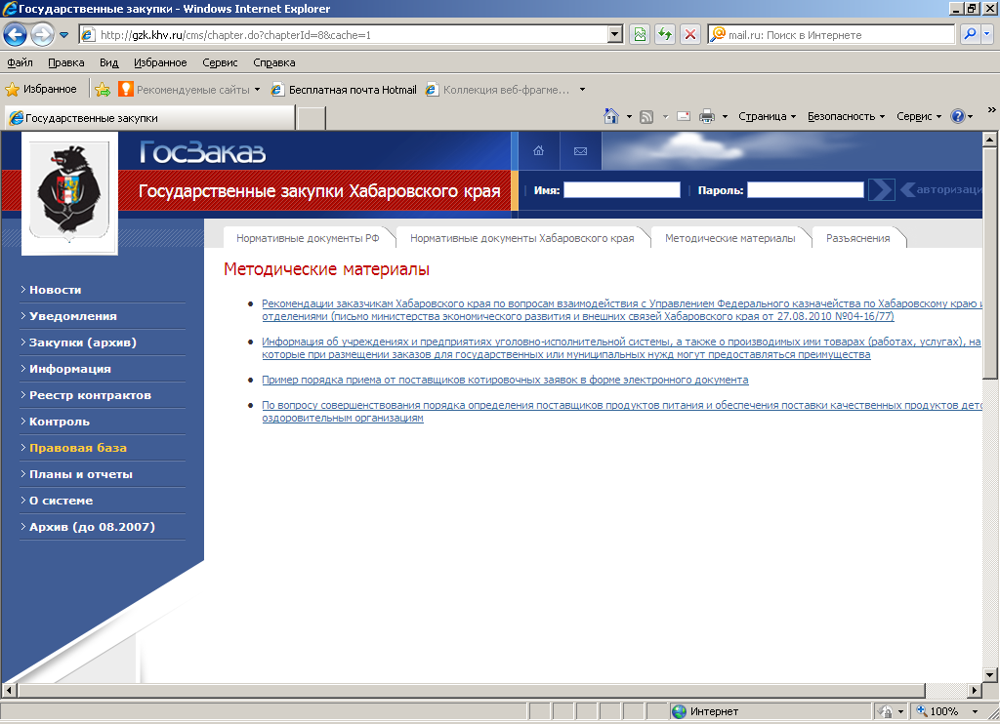 Государственные закупки - Windows Internet Explorer
http://gzk.khv.ru/cms/chapter.do?chapterId=8&cache=1
mail.ru: Поиск в Интернете
Файл Правка Вид Избранное Сервис Справка
Избранное Рекомендуемые сайты Бесплатная почта Hotmail Коллекция веб-фрагме...
Государственные закупки
Страница Безопасность Сервис
ГосЗаказ
Государственные закупки Хабаровского края
Имя: Пароль: авторизаци
Нормативные документы РФ Нормативные документы Хабаровского края Методические материалы Разъяснения
Новости
Уведомления
Закупки (архив)
Информация
Реестр контрактов
Контроль
Правовая база
Планы и отчеты
О системе
Архив (до 08.2007)
Методические материалы
Рекомендации заказчикам Хабаровского края по вопросам взаимодействия с Управлением Федерального казначейства по Хабаровскому краю и
отделениями (письмо министерства экономического развития и внешних связей Хабаровского края от 27.08.2010 №04-16/77)
Информация об учреждениях и предприятиях уголовно-исполнительной системы, а также о производимых ими товарах (работах, услугах), на
которые при размещении заказов для государственных или муниципальных нужд могут предоставляться преимущества
Пример порядка приема от поставщиков котировочных заявок в форме электронного документа
По вопросу совершенствования порядка определения поставщиков продуктов питания и обеспечения поставки качественных продуктов детс
оздоровительным организациям
Интернет 100%